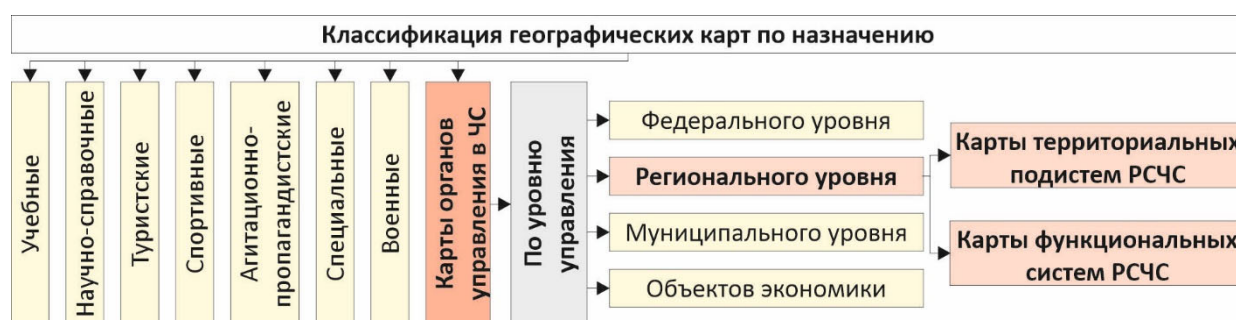 Классификация географических карт по назначению
Учебные
Научно-справочные
Туристские
Спортивные
Агитационно-
пропагандистские
Специальные
Военные
Карты органов
управления в ЧС
По уровню
управления
Федерального уровня
Регионального уровня
Муниципального уровня
Объектов экономики
Карты территориальных
подистем РСЧС
Карты функциональных
систем РСЧС